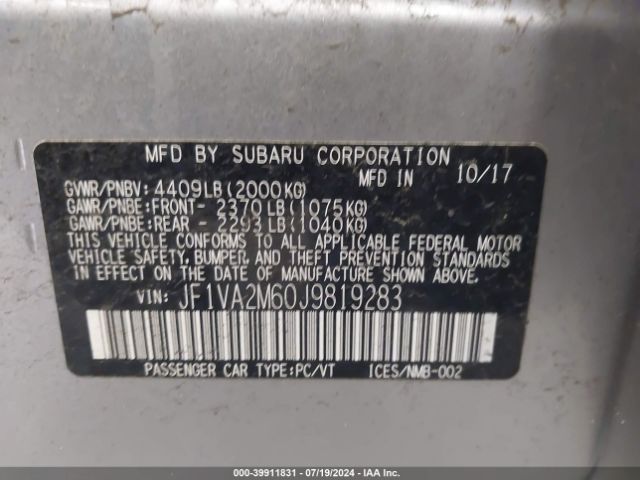 MFD BY SUBARU CORPORATION
MFD IN 10/17
GVWR/PNBV: 4409LB(2000KG)
GAWR/PNBE:FRONT- 2370LB(1075KG)
GAWR/PNBE:REAR - 2293LB(1040KG)
THIS VEHICLE CONFORMS TO ALL APPLICABLE FEDERAL MOTOR
VEHICLE SAFETY, BUMPER, AND THEFT PREVENTION STANDARDS
IN EFFECT ON THE DATE OF MANUFACTURE SHOWN ABOVE.
VIN: JF1VA2M60J9819283
PASSENGER CAR TYPE:PC/VT ICES/NMB-002
000-39911831 - 07/19/2024 - IAAI.COM